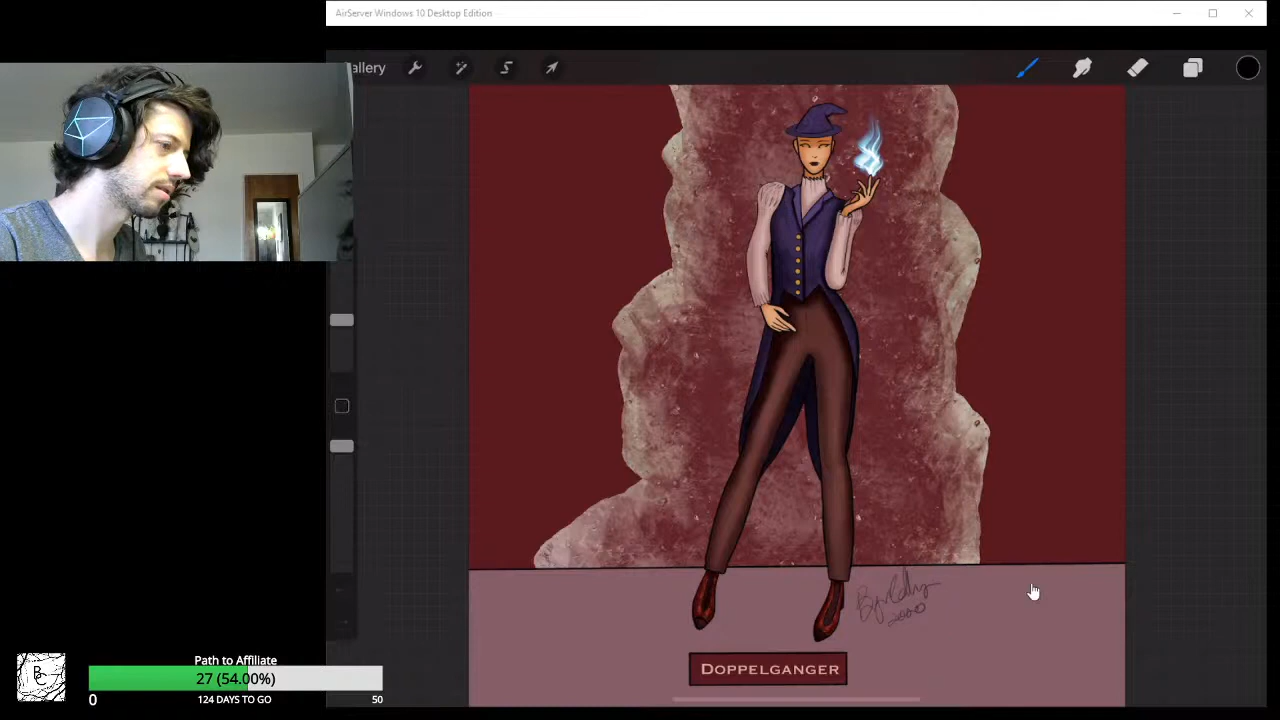 AirServer Windows 10 Desktop Edition
allery
DOPPELGANGER
Path to Affiliate
27 (54.00%)
0
124 DAYS TO GO
50